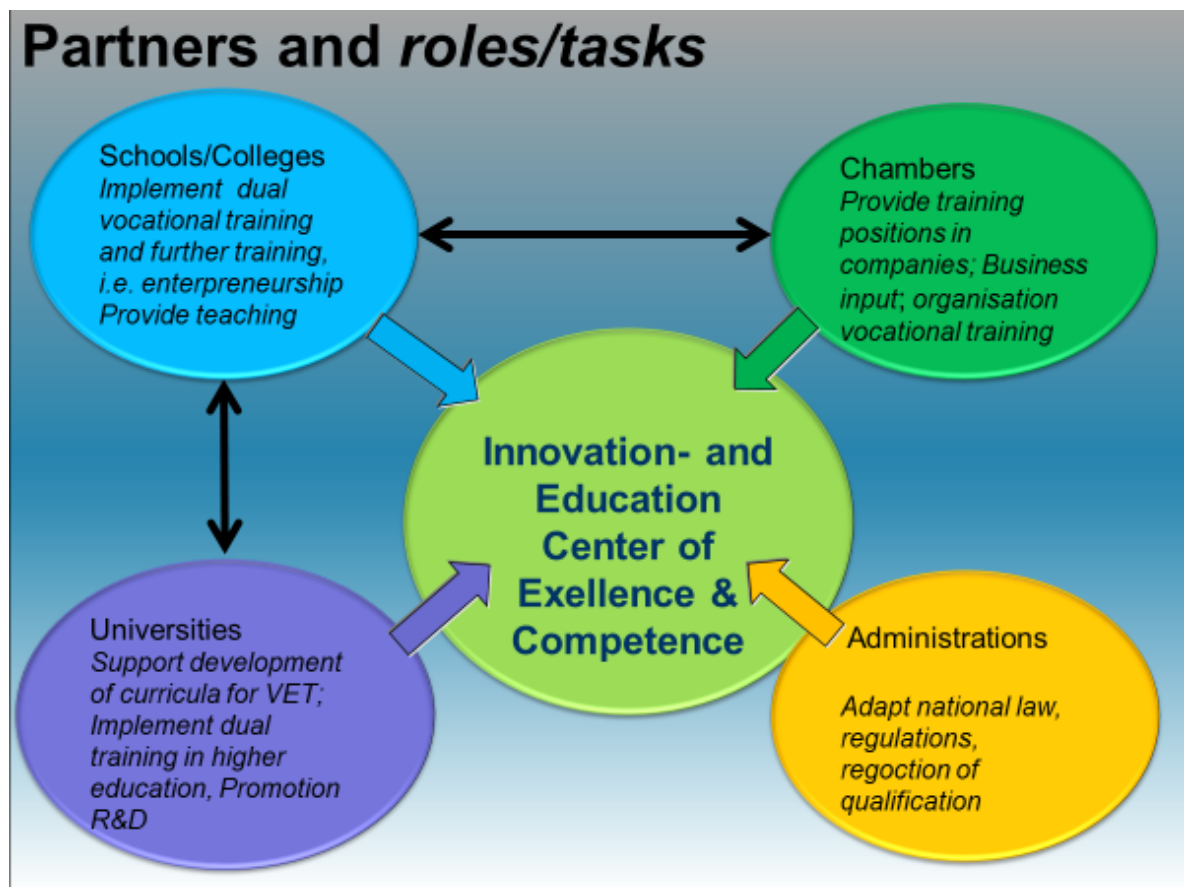 Partners and roles/tasks
Schools/Colleges
Implement dual
vocational training
and further training,
i.e. enterpreneurship
Provide teaching
Chambers
Provide training
positions in
companies; Business
input; organisation
vocational training
Innovation- and
Education
Center of
Exellence &
Competence
Universities
Support development
of curricula for VET;
Implement dual
training in higher
education, Promotion
R&D
Administrations
Adapt national law,
regulations,
regoction of
qualification